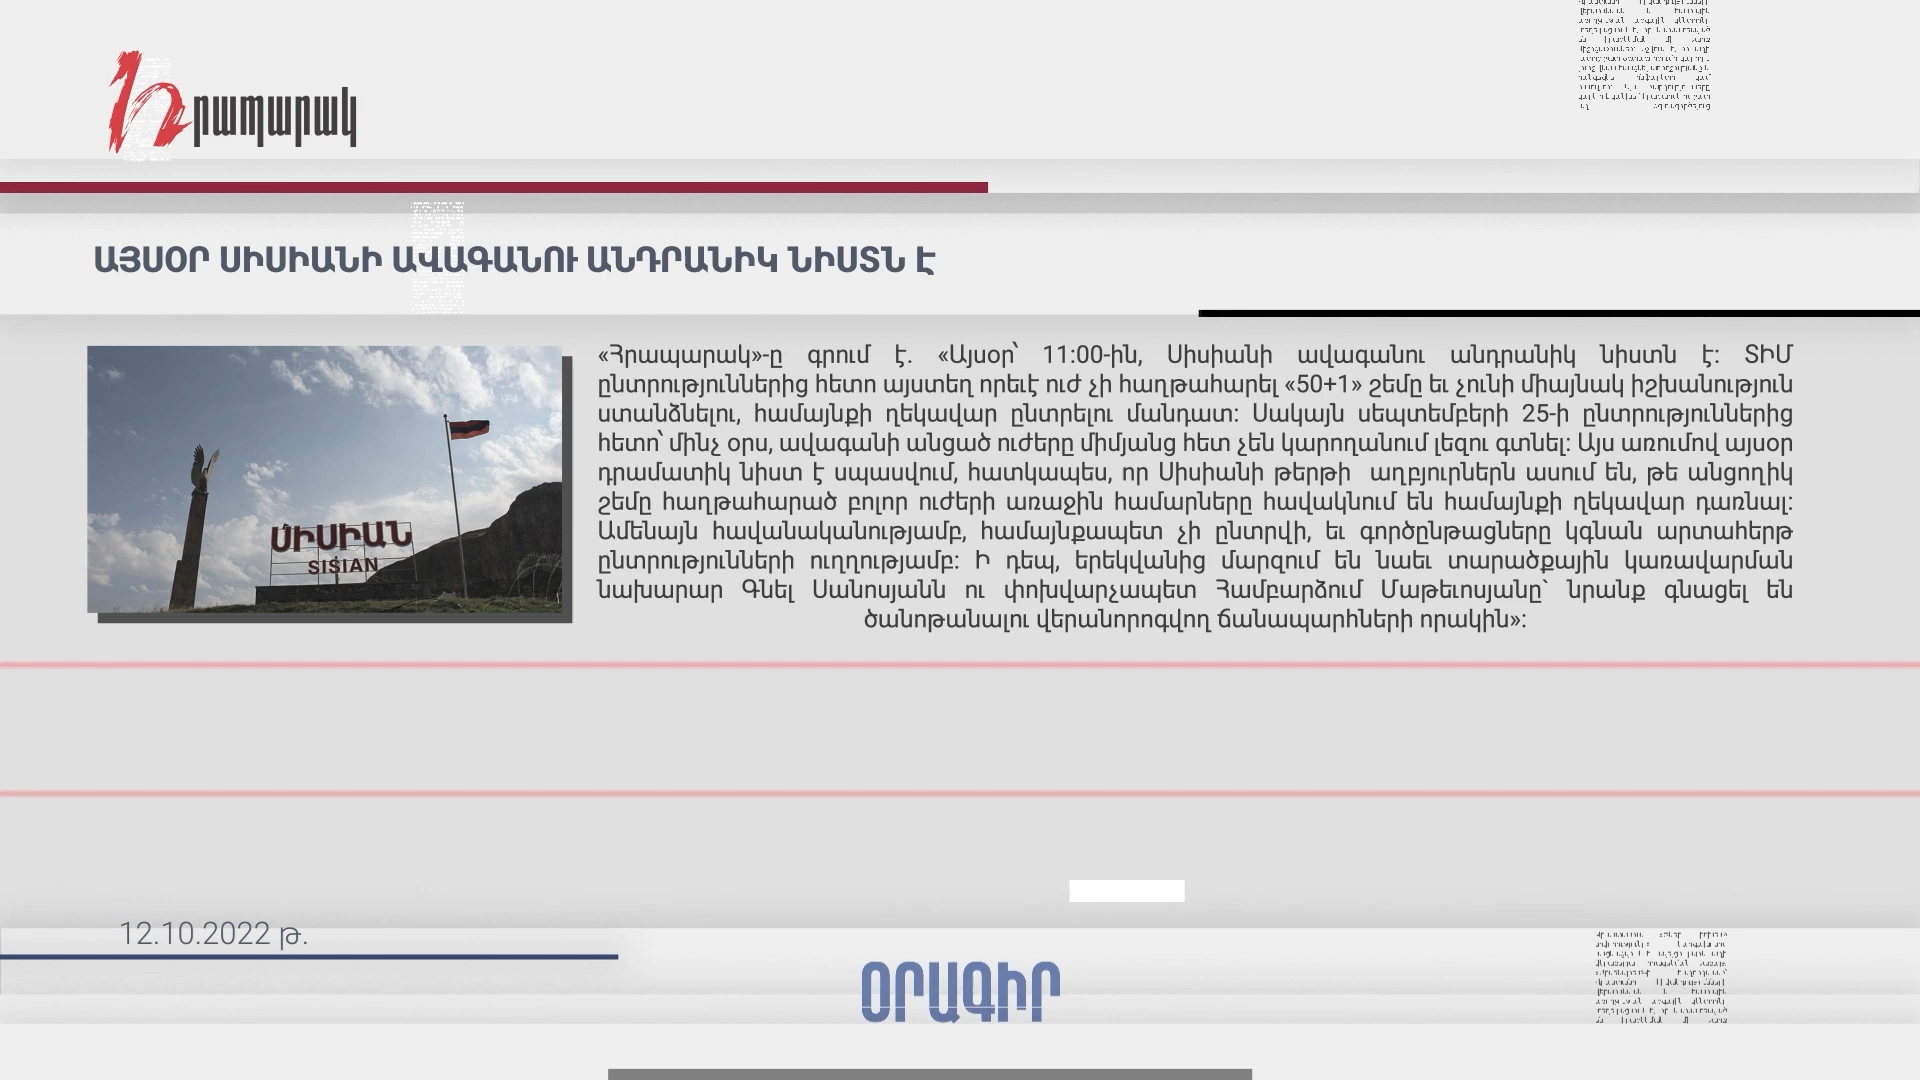 Հրապարակ
ԱՅՍՕՐ ՍԻՍԻԱՆԻ ԱՎԱԳԱՆՈՒ ԱՆԴՐԱՆԻԿ ՆԻՍՏՆ Է
«Հրապարակ»-ը գրում է. «Այսօր՝ 11:00-ին, Սիսիանի ավագանու անդրանիկ նիստն է: ՏԻՄ
ընտրություններից հետո այստեղ որեւէ ուժ չի հաղթահարել «50+1» շեմը եւ չունի միայնակ իշխանություն
ստանձնելու, համայնքի ղեկավար ընտրելու մանդատ: Սակայն սեպտեմբերի 25-ի ընտրություններից
հետո՝ մինչ օրս, ավագանի անցած ուժերը միմյանց հետ չեն կարողանում լեզու գտնել: Այս առումով այսօր
դրամատիկ նիստ է սպասվում, հատկապես, որ Սիսիանի թերթի աղբյուրներն ասում են, թե անցողիկ
շեմը հաղթահարած բոլոր ուժերի առաջին համարները հավակնում են համայնքի ղեկավար դառնալ:
Ամենայն հավանականությամբ, համայնքապետ չի ընտրվի, եւ գործընթացները կգնան արտահերթ
ընտրությունների ուղղությամբ: Ի դեպ, երեկվանից մարզում են նաեւ տարածքային կառավարման
նախարար Գնել Սանոսյանն ու փոխվարչապետ Համբարձում Մաթեւոսյանը՝ նրանք գնացել են
ծանոթանալու վերանորոգվող ճանապարհների որակին»:
ՍԻՍԻԱՆ
SISIAN
12.10.2022 թ.
ՕՐԱԳԻՐ